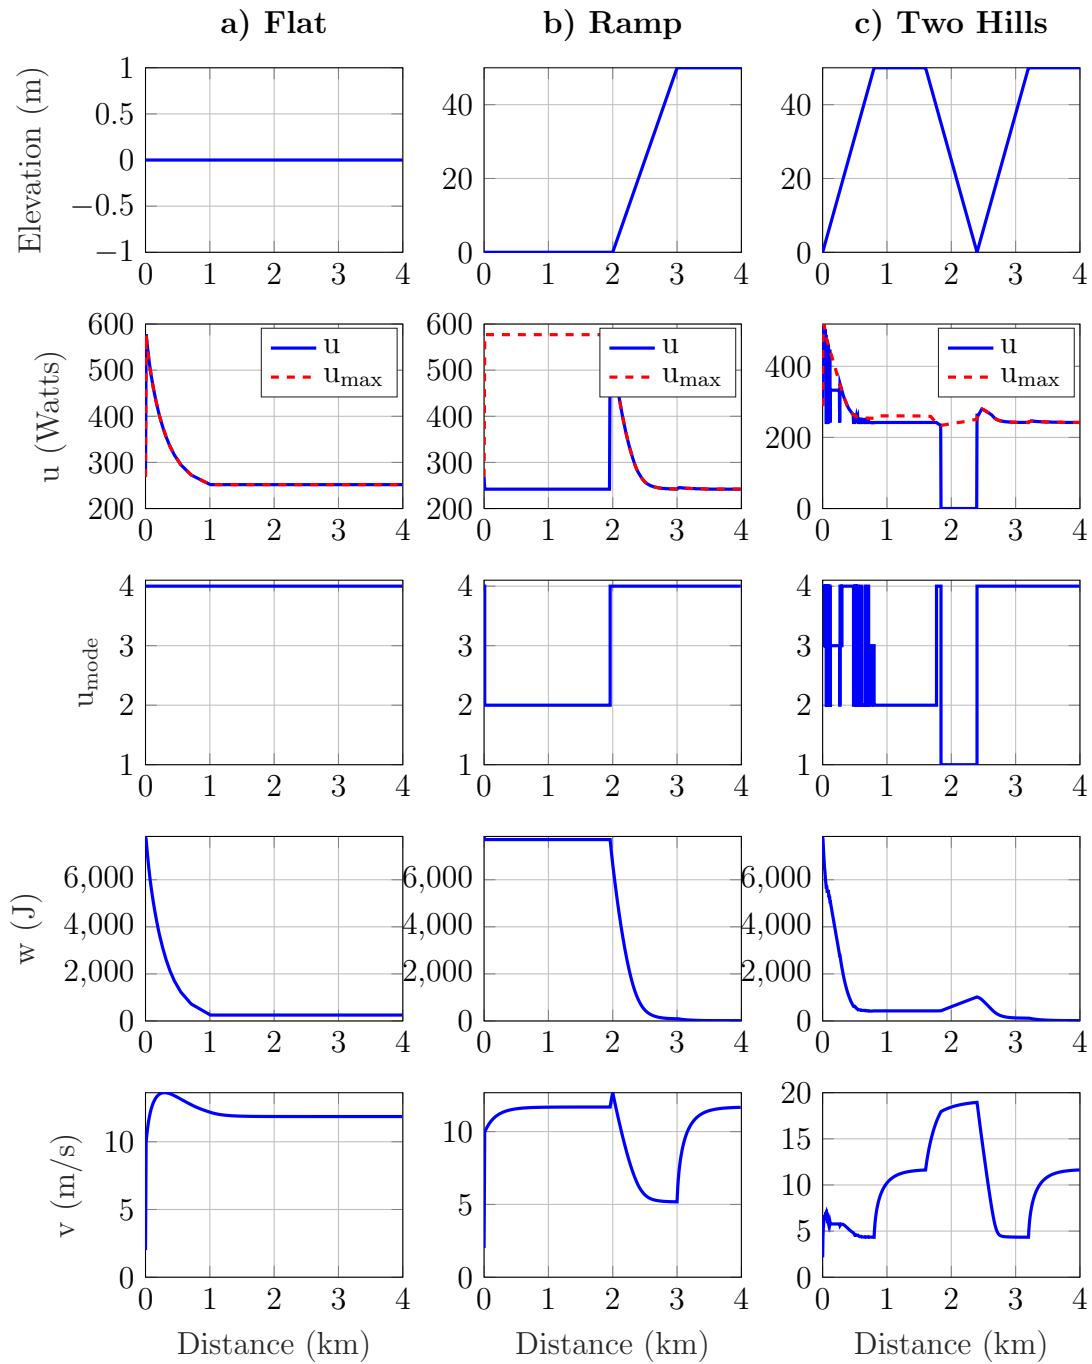 a) Flat b) Ramp c) Two Hills
Elevation (m)
1
0.5
0
−0.5
−1
0 1 2 3 4
40
20
0
0 1 2 3 4
40
20
0
0 1 2 3 4
u (Watts)
600
500
400
300
200
0 1 2 3 4
u
u_max
600
500
400
300
200
0 1 2 3 4
u
u_max
400
200
0
0 1 2 3 4
u
u_max
u_mode
4
3
2
1
0 1 2 3 4
4
3
2
1
0 1 2 3 4
4
3
2
1
0 1 2 3 4
w (J)
6,000
4,000
2,000
0
0 1 2 3 4
6,000
4,000
2,000
0
0 1 2 3 4
6,000
4,000
2,000
0
0 1 2 3 4
v (m/s)
10
5
0
0 1 2 3 4
10
5
0
0 1 2 3 4
20
15
10
5
0
0 1 2 3 4
Distance (km) Distance (km) Distance (km)